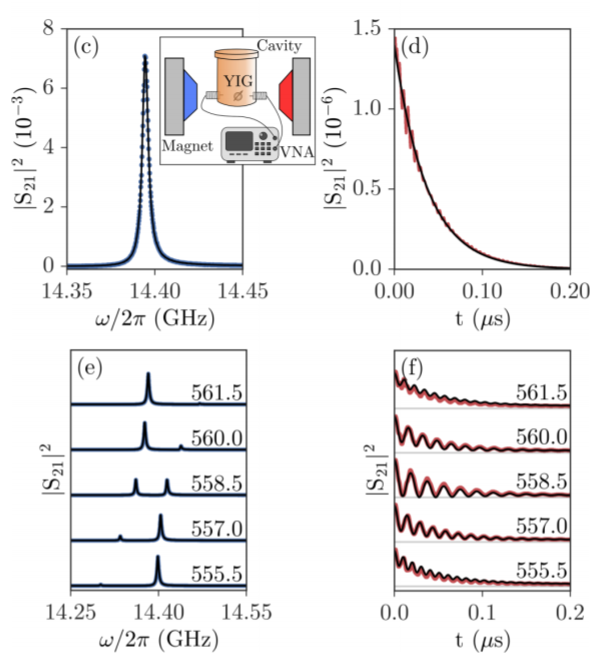 (c)
8
6
4
2
0
|S21|² (10⁻³)
14.35 14.40 14.45
ω/2π (GHz)
Cavity
YIG
Magnet
VNA
(d)
1.5
1.0
0.5
0.0
|S21|² (10⁻⁶)
0.00 0.10 0.20
t (μs)
(e)
561.5
560.0
558.5
557.0
555.5
|S21|²
14.25 14.40 14.55
ω/2π (GHz)
(f)
561.5
560.0
558.5
557.0
555.5
|S21|²
0.0 0.1 0.2
t (μs)